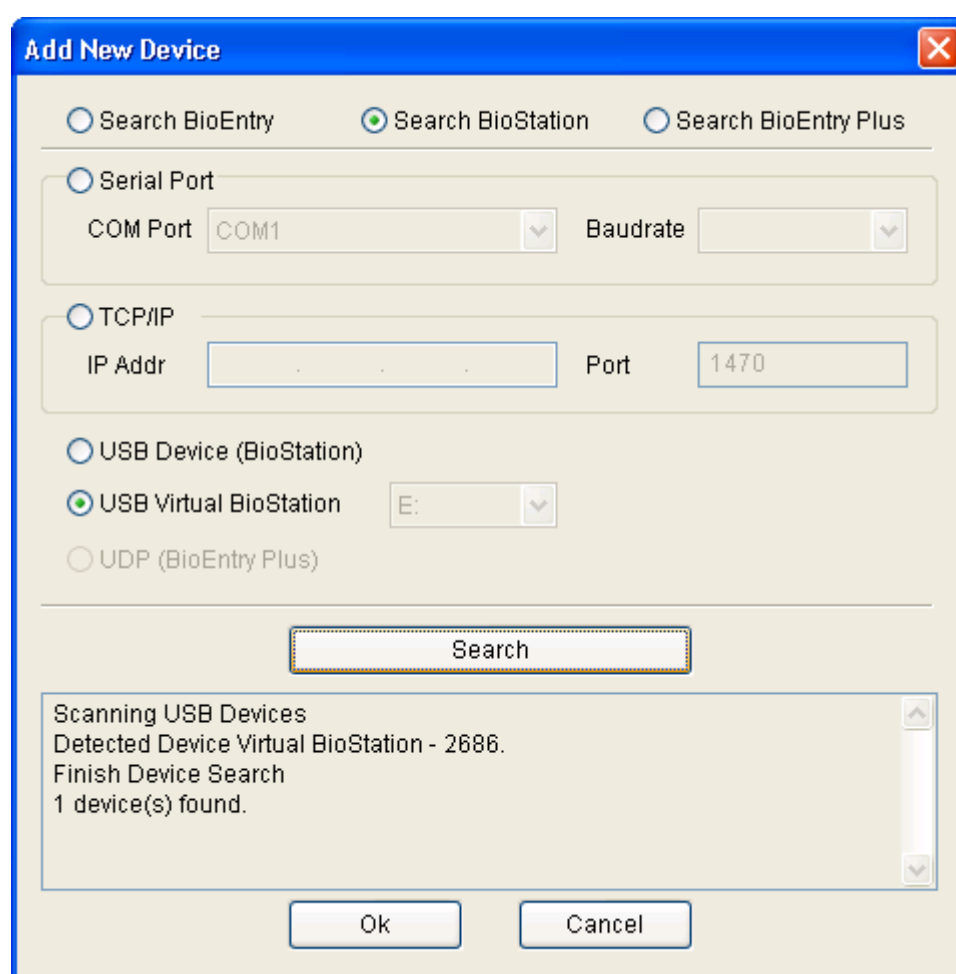 Add New Device
Search BioEntry Search BioStation Search BioEntry Plus
Serial Port
COM Port COM1 Baudrate
TCP/IP
IP Addr . . . Port 1470
USB Device (BioStation)
USB Virtual BioStation E:
UDP (BioEntry Plus)
Search
Scanning USB Devices
Detected Device Virtual BioStation - 2686.
Finish Device Search
1 device(s) found.
Ok Cancel